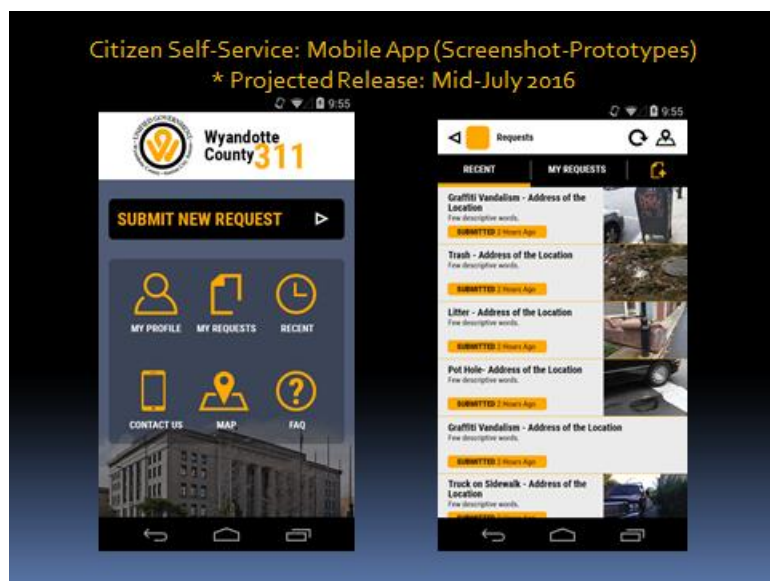 Citizen Self-Service: Mobile App (Screenshot-Prototypes)
* Projected Release: Mid-July 2016
9:55
Wyandotte
County 311
SUBMIT NEW REQUEST
MY PROFILE
MY REQUESTS
RECENT
CONTACT US
MAP
FAQ
9:55
Requests
RECENT
MY REQUESTS
Graffiti Vandalism - Address of the
Location
Few descriptive words.
SUBMITTED 2 Hours Ago
Trash - Address of the Location
Few descriptive words.
SUBMITTED 2 Hours Ago
Litter - Address of the Location
Few descriptive words.
SUBMITTED 2 Hours Ago
Pot Hole- Address of the Location
Few descriptive words.
SUBMITTED 2 Hours Ago
Graffiti Vandalism - Address of the Location
Few descriptive words.
SUBMITTED 2 Hours Ago
Truck on Sidewalk - Address of the
Location
Few descriptive words.